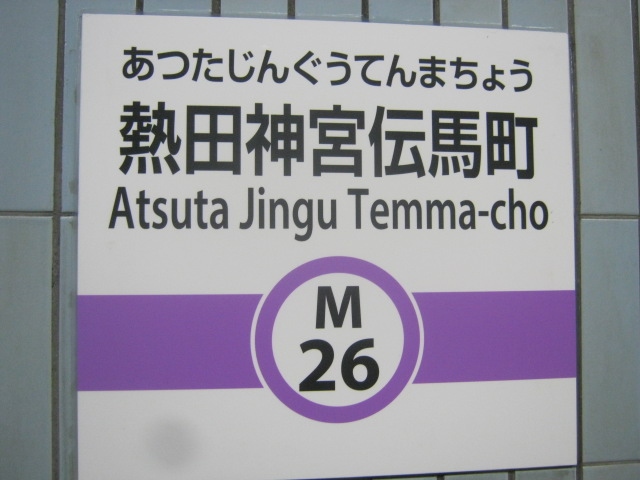 あつたじんぐうてんまちょう
熱田神宮伝馬町
Atsuta Jingu Temma-cho
M
26